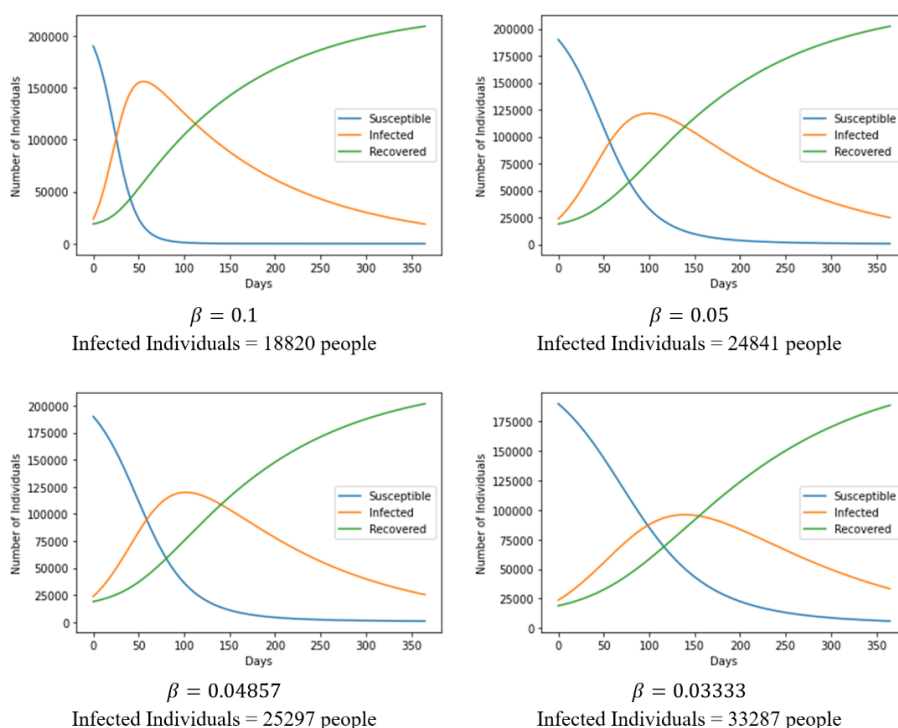 200000
150000
100000
50000
0
Number of Individuals
Susceptible
Infected
Recovered
0 50 100 150 200 250 300 350
Days
β = 0.1
Infected Individuals = 18820 people
200000
175000
150000
125000
100000
75000
50000
25000
0
Number of Individuals
Susceptible
Infected
Recovered
0 50 100 150 200 250 300 350
Days
β = 0.05
Infected Individuals = 24841 people
200000
175000
150000
125000
100000
75000
50000
25000
0
Number of Individuals
Susceptible
Infected
Recovered
0 50 100 150 200 250 300 350
Days
β = 0.04857
Infected Individuals = 25297 people
175000
150000
125000
100000
75000
50000
25000
0
Number of Individuals
Susceptible
Infected
Recovered
0 50 100 150 200 250 300 350
Days
β = 0.03333
Infected Individuals = 33287 people